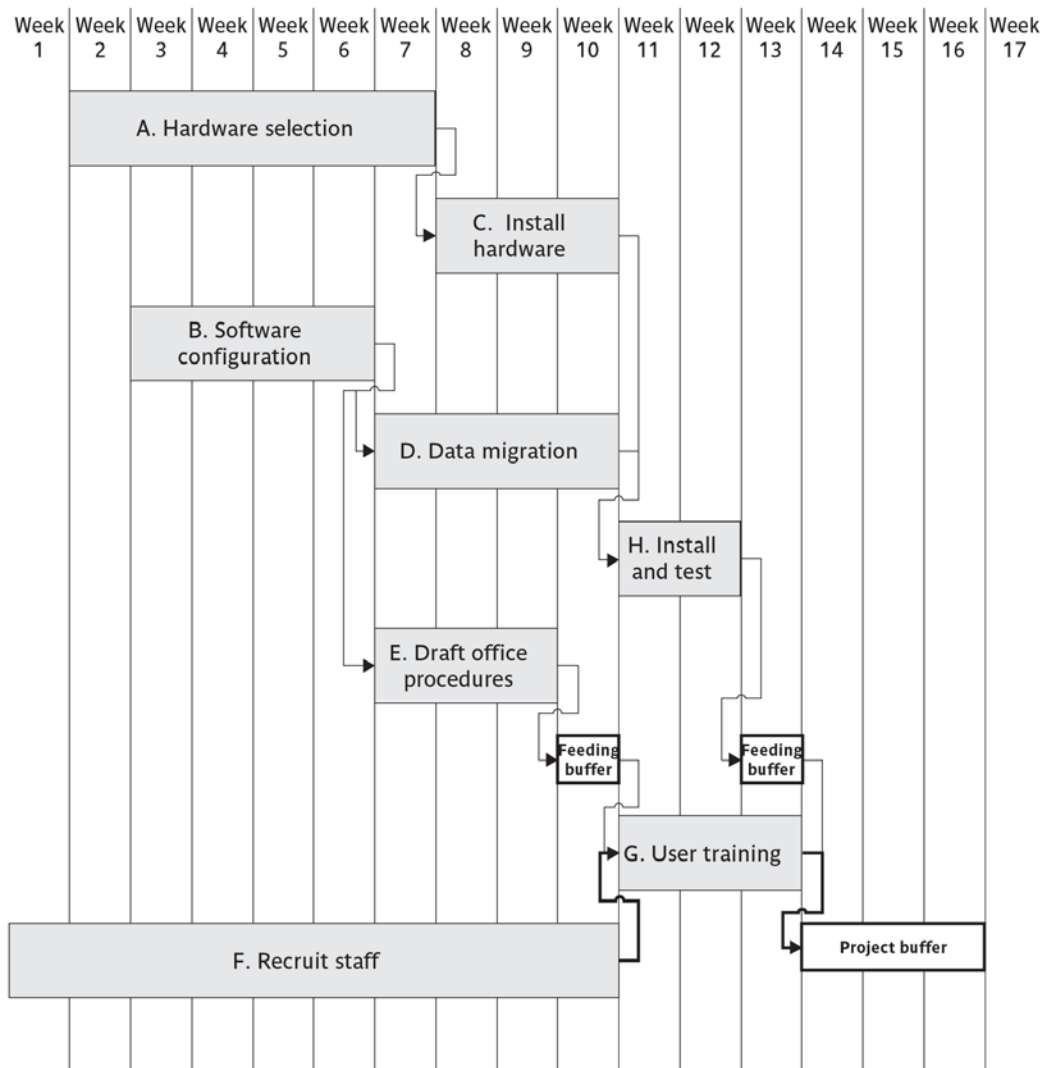 Week Week Week Week Week Week Week Week Week Week Week Week Week Week Week Week Week
1 2 3 4 5 6 7 8 9 10 11 12 13 14 15 16 17
A. Hardware selection
C. Install
hardware
B. Software
configuration
D. Data migration
H. Install
and test
E. Draft office
procedures
Feeding
buffer
Feeding
buffer
G. User training
F. Recruit staff
Project buffer